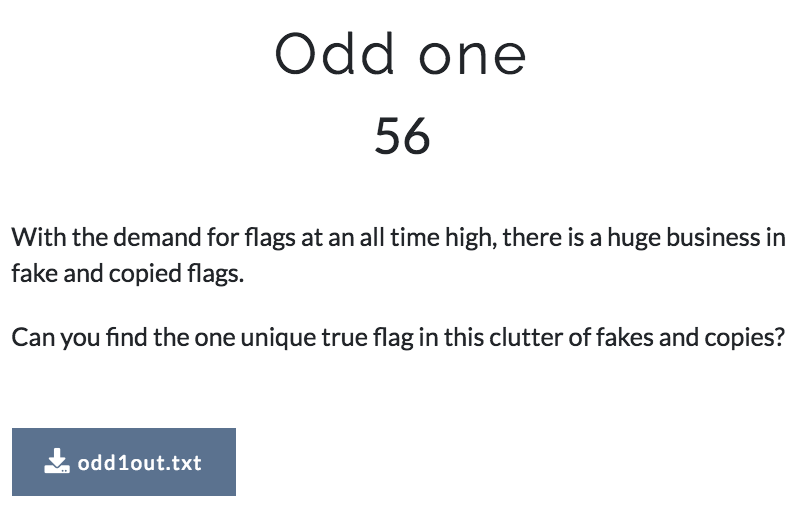 Odd one
56
With the demand for flags at an all time high, there is a huge business in
fake and copied flags.
Can you find the one unique true flag in this clutter of fakes and copies?
odd1out.txt